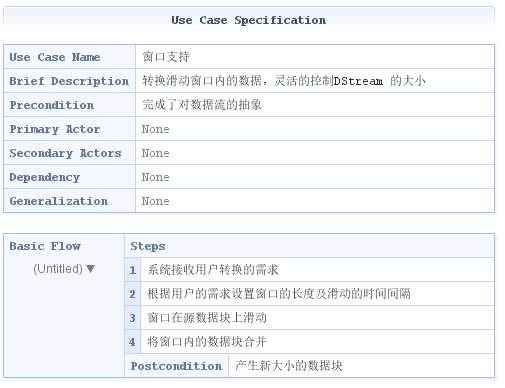 Use Case Specification
Use Case Name 窗口支持
Brief Description 转换滑动窗口内的数据，灵活的控制DStream 的大小
Precondition 完成了对数据流的抽象
Primary Actor None
Secondary Actors None
Dependency None
Generalization None
Basic Flow Steps
(Untitled) ▼
1 系统接收用户转换的需求
2 根据用户的需求设置窗口的长度及滑动的时间间隔
3 窗口在源数据块上滑动
4 将窗口内的数据块合并
Postcondition 产生新大小的数据块